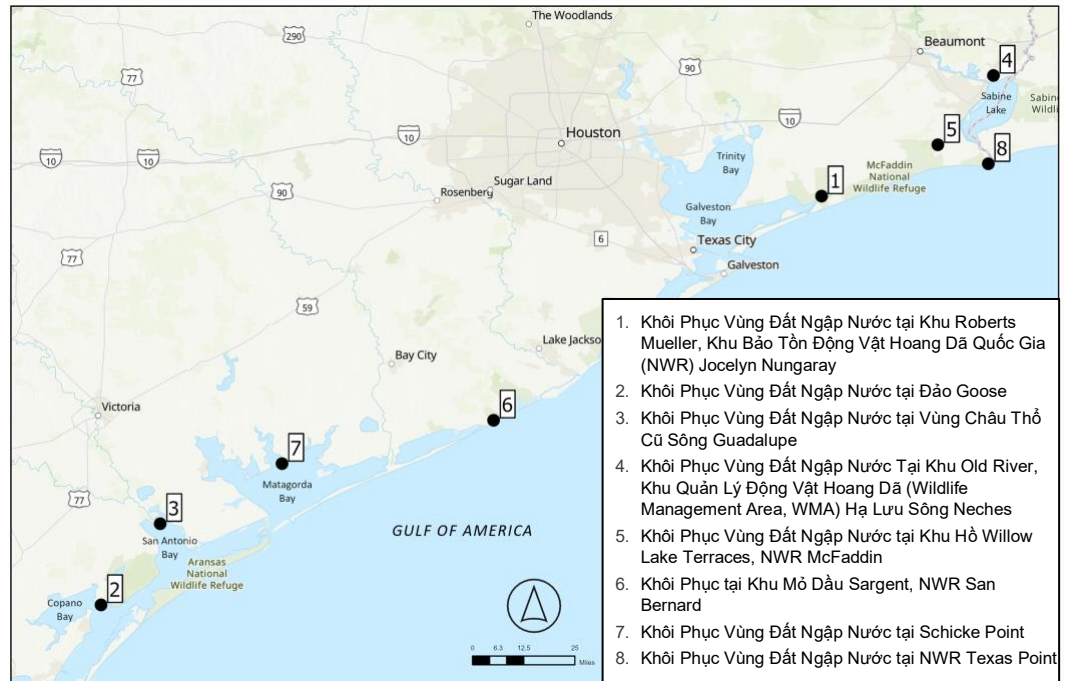 The Woodlands
290
Beaumont
77
90
4
Sabine
Lake
Sabin
Wildli
10
10
10
Houston
10
5
8
Trinity
Bay
McFaddin
National
Wildlife Refuge
1
90
Sugar Land
Rosenberg
Galveston
Bay
6
Texas City
77
Galveston
59
Lake Jackso
Bay City
6
Victoria
7
Matagorda
Bay
77
3
San Antonio
Bay
GULF OF AMERICA
Aransas
National
Wildlife Refuge
2
Copano
Bay
0 6.3 12.5 25
Miles
1. Khôi Phục Vùng Đất Ngập Nước tại Khu Roberts
Mueller, Khu Bảo Tồn Động Vật Hoang Dã Quốc Gia
(NWR) Jocelyn Nungaray
2. Khôi Phục Vùng Đất Ngập Nước tại Đảo Goose
3. Khôi Phục Vùng Đất Ngập Nước tại Vùng Châu Thổ
Cũ Sông Guadalupe
4. Khôi Phục Vùng Đất Ngập Nước Tại Khu Old River,
Khu Quản Lý Động Vật Hoang Dã (Wildlife
Management Area, WMA) Hạ Lưu Sông Neches
5. Khôi Phục Vùng Đất Ngập Nước tại Khu Hồ Willow
Lake Terraces, NWR McFaddin
6. Khôi Phục tại Khu Mỏ Dầu Sargent, NWR San
Bernard
7. Khôi Phục Vùng Đất Ngập Nước tại Schicke Point
8. Khôi Phục Vùng Đất Ngập Nước tại NWR Texas Point